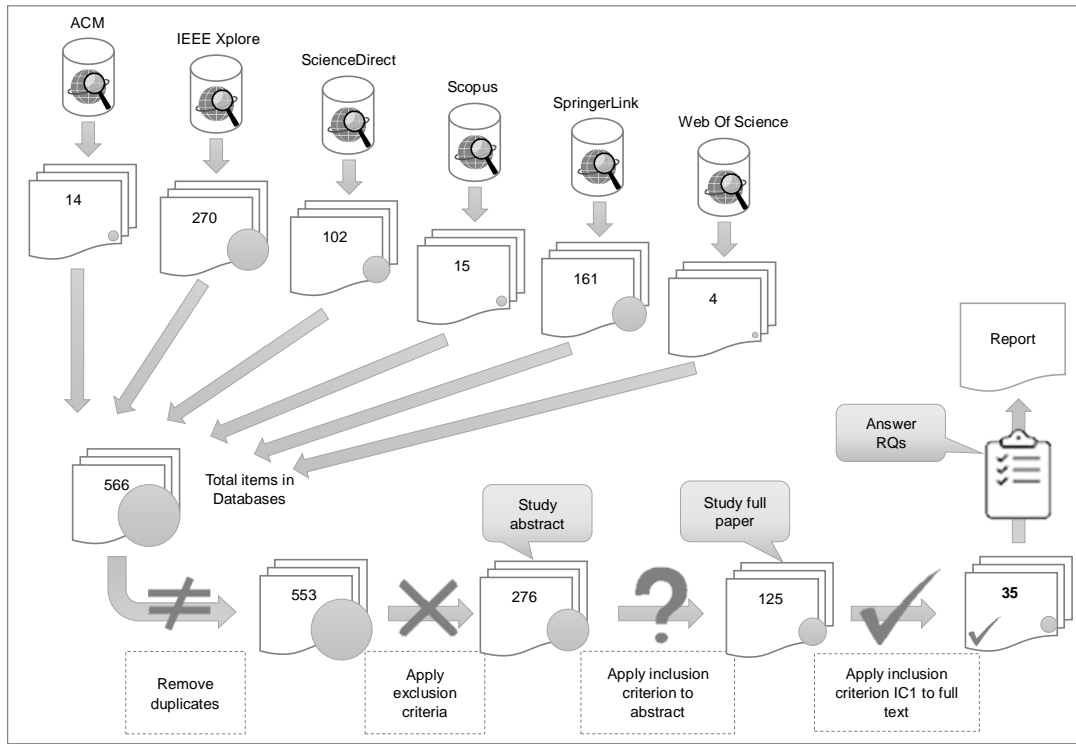 ACM
IEEE Xplore
ScienceDirect
Scopus
SpringerLink
Web Of Science
14
270
102
15
161
4
Report
Answer
RQs
566
Total items in
Databases
Study
abstract
Study full
paper
553
276
125
35
Remove
duplicates
Apply
exclusion
criteria
Apply inclusion
criterion to
abstract
Apply inclusion
criterion IC1 to full
text